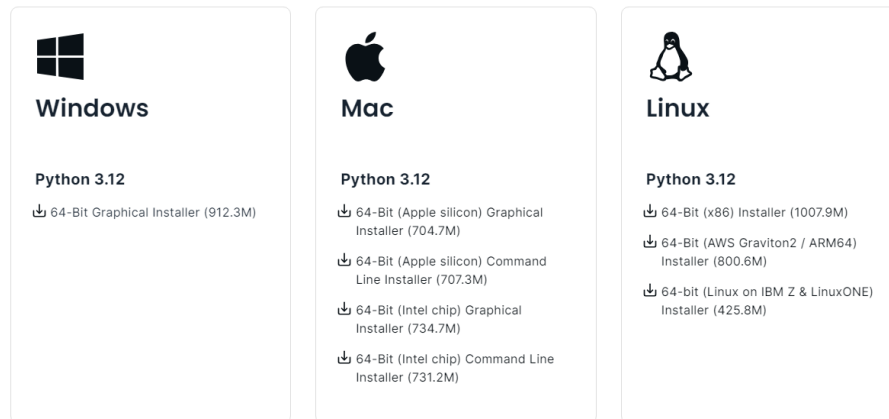 Windows
Python 3.12
64-Bit Graphical Installer (912.3M)
Mac
Python 3.12
64-Bit (Apple silicon) Graphical
Installer (704.7M)
64-Bit (Apple silicon) Command
Line Installer (707.3M)
64-Bit (Intel chip) Graphical
Installer (734.7M)
64-Bit (Intel chip) Command Line
Installer (731.2M)
Linux
Python 3.12
64-Bit (x86) Installer (1007.9M)
64-Bit (AWS Graviton2 / ARM64)
Installer (800.6M)
64-bit (Linux on IBM Z & LinuxONE)
Installer (425.8M)